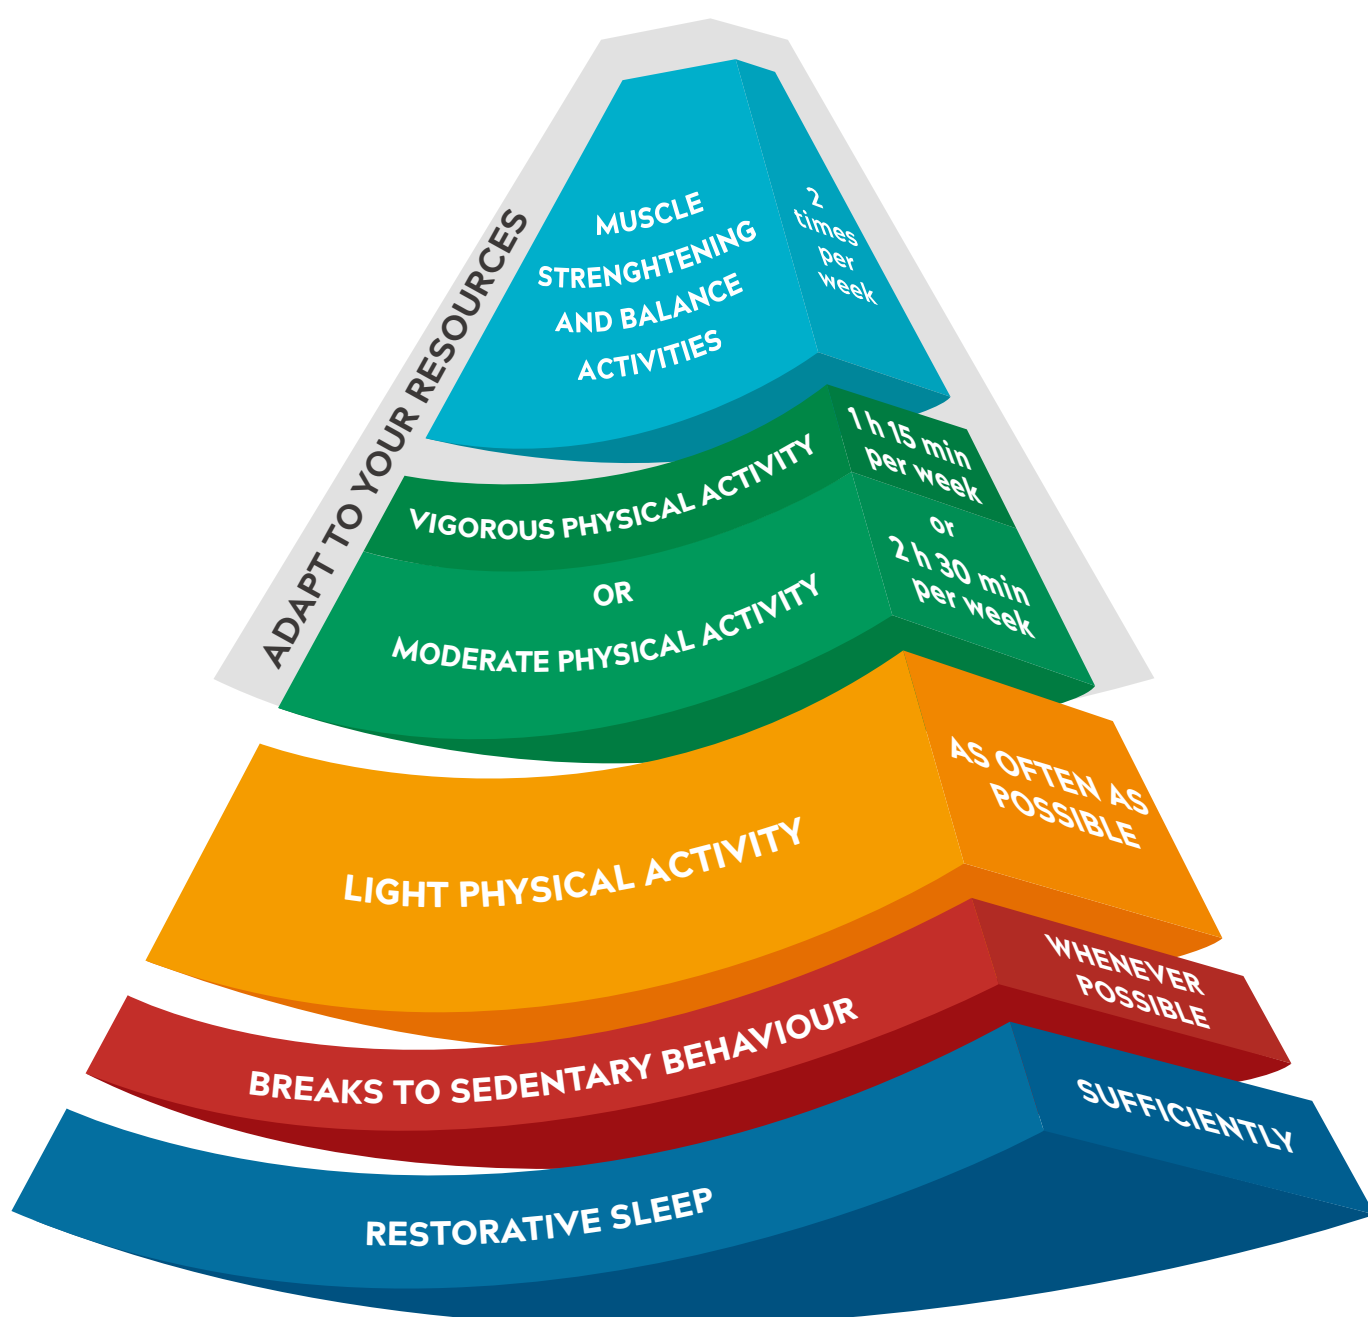 ADAPT TO YOUR RESOURCES
MUSCLE
STRENGHTENING
AND BALANCE
ACTIVITIES
2
times
per
week
VIGOROUS PHYSICAL ACTIVITY
1 h 15 min
per week
OR
MODERATE PHYSICAL ACTIVITY
or
2 h 30 min
per week
LIGHT PHYSICAL ACTIVITY
AS OFTEN AS
POSSIBLE
BREAKS TO SEDENTARY BEHAVIOUR
WHENEVER
POSSIBLE
RESTORATIVE SLEEP
SUFFICIENTLY